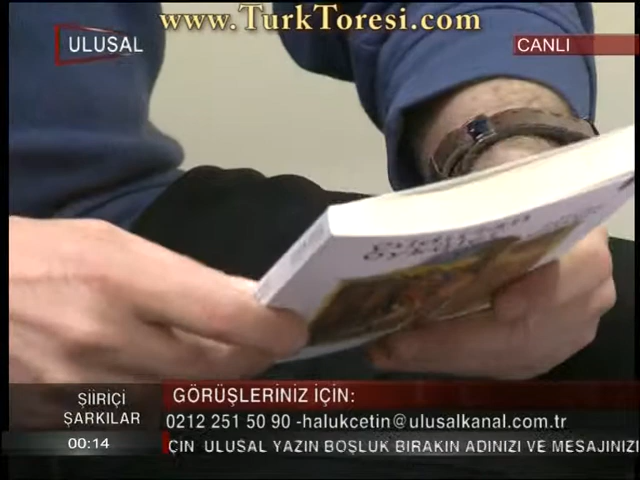 www.TurkToresi.com
ULUSAL
CANLI
ŞİİRİÇİ
ŞARKILAR
00:14
GÖRÜŞLERİNİZ İÇİN:
0212 251 50 90 -halukcetin@ulusalkanal.com.tr
ÇİN ULUSAL YAZIN BOŞLUK BIRAKIN ADINIZI VE MESAJINIZI